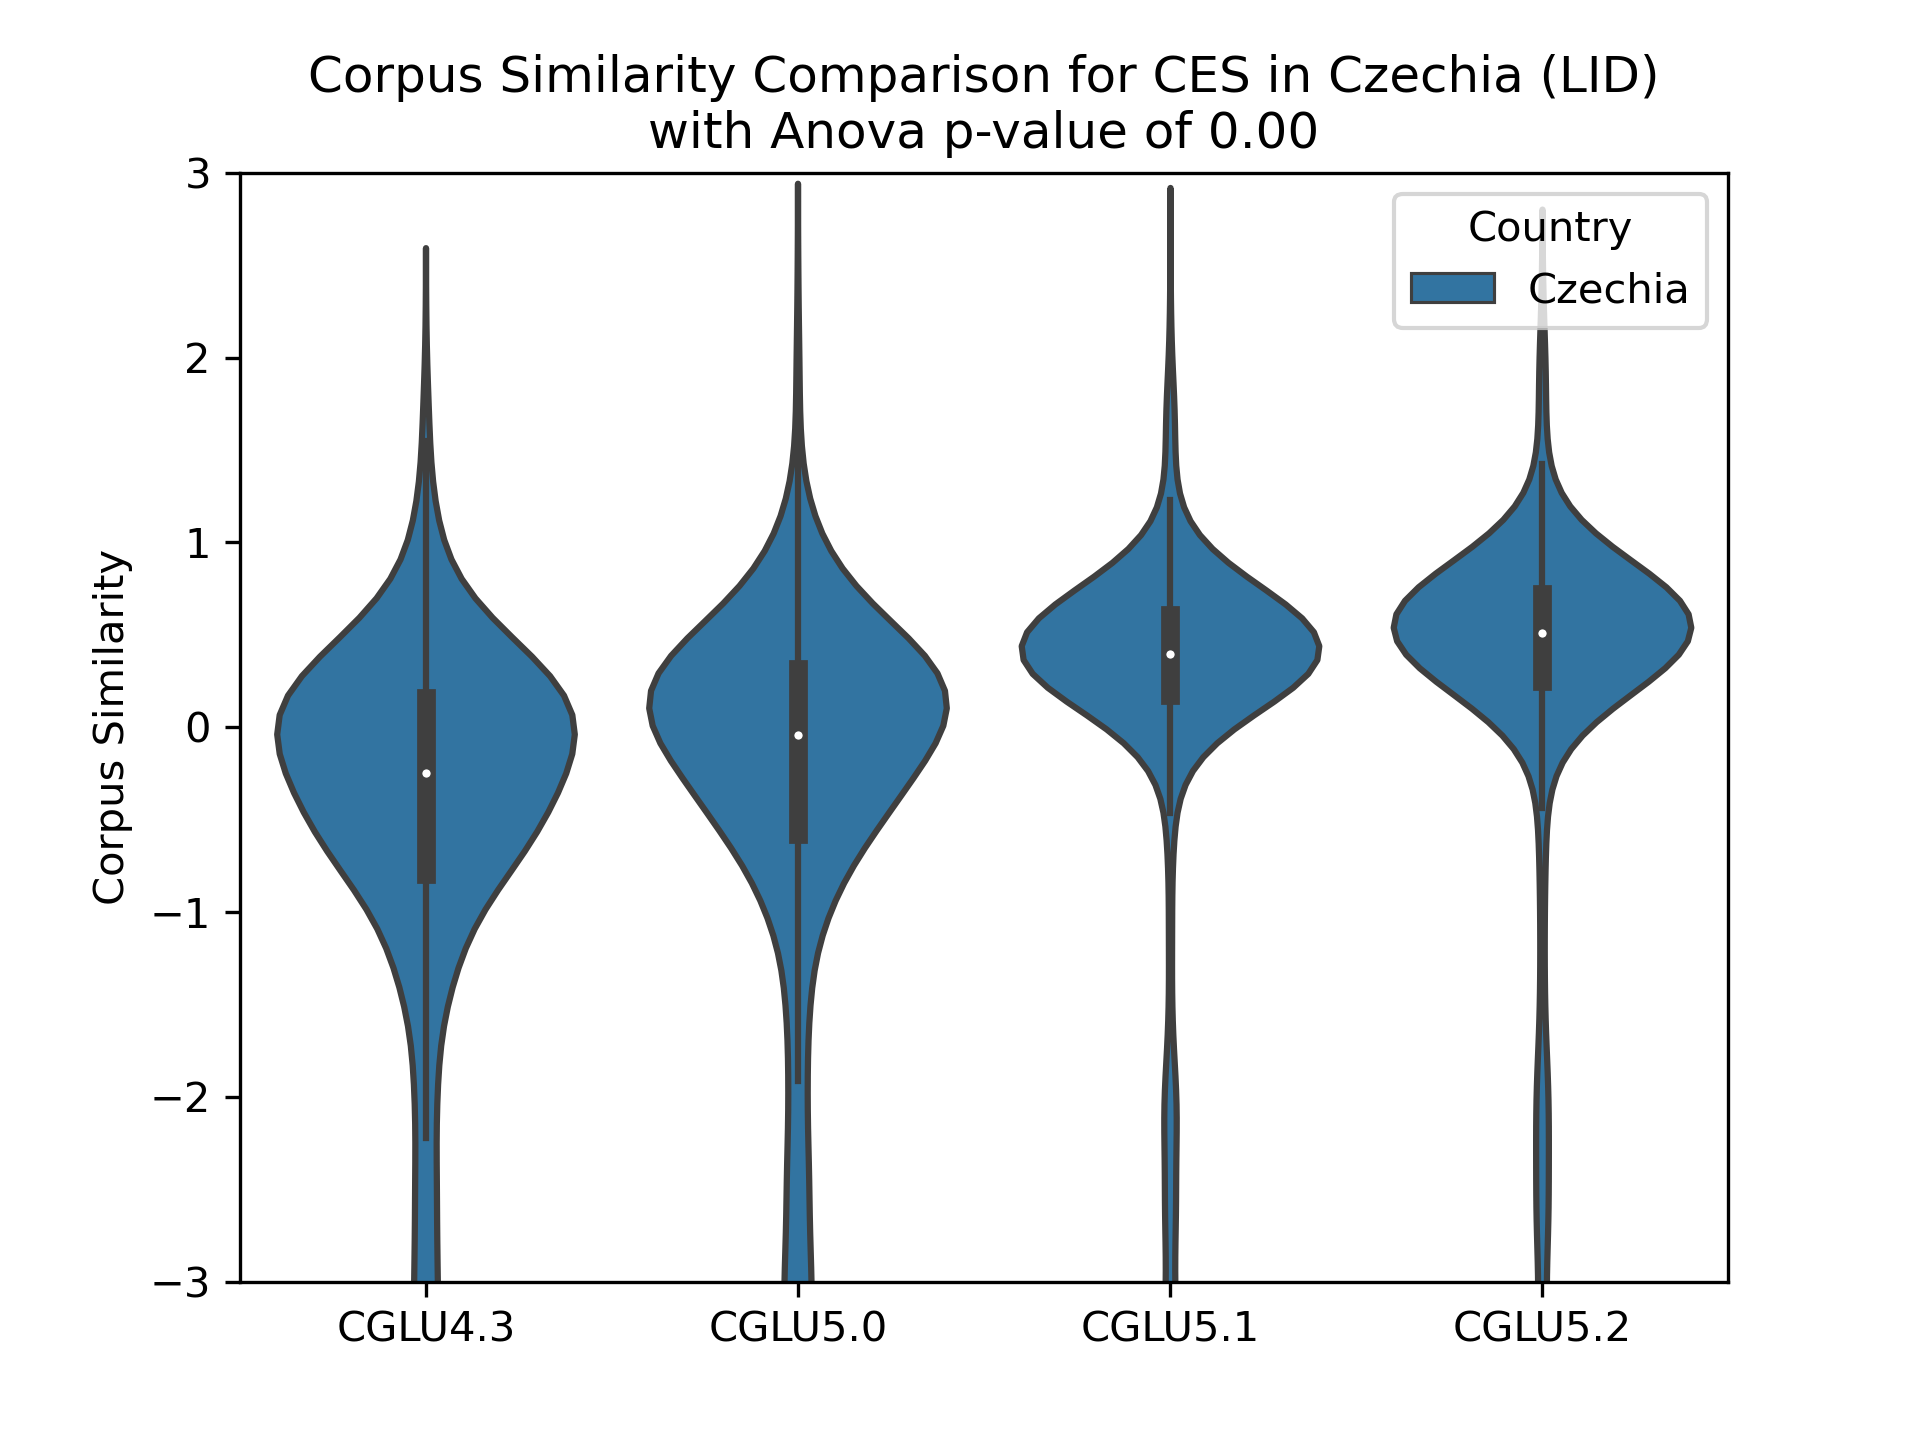 Corpus Similarity Comparison for CES in Czechia (LID)
with Anova p-value of 0.00
Country
Czechia
Corpus Similarity
3
2
1
0
−1
−2
−3
CGLU4.3
CGLU5.0
CGLU5.1
CGLU5.2